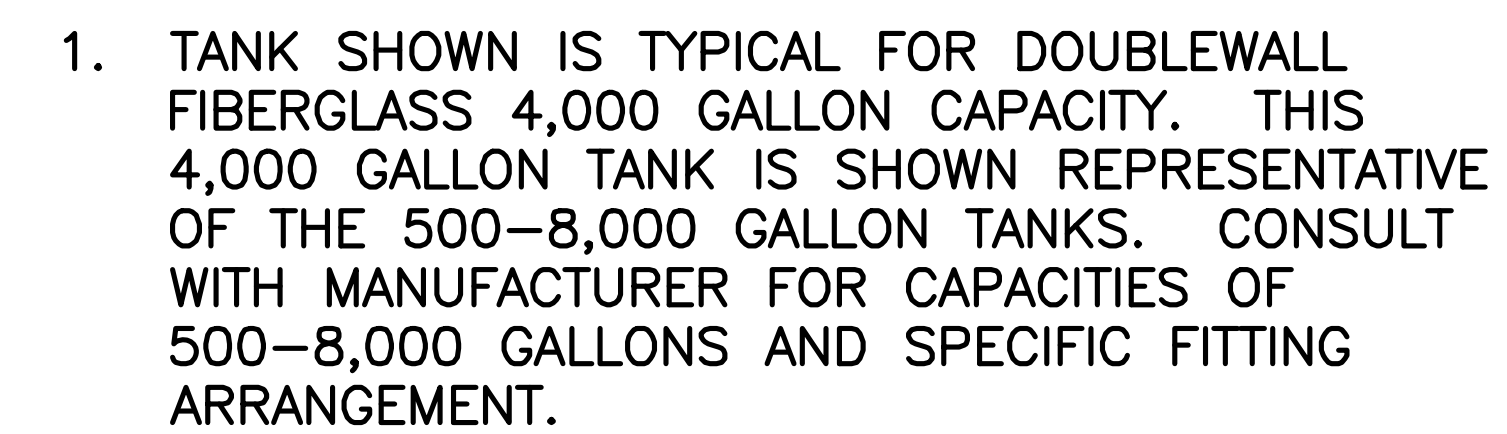 1. TANK SHOWN IS TYPICAL FOR DOUBLEWALL
FIBERGLASS 4,000 GALLON CAPACITY. THIS
4,000 GALLON TANK IS SHOWN REPRESENTATIVE
OF THE 500–8,000 GALLON TANKS. CONSULT
WITH MANUFACTURER FOR CAPACITIES OF
500–8,000 GALLONS AND SPECIFIC FITTING
ARRANGEMENT.